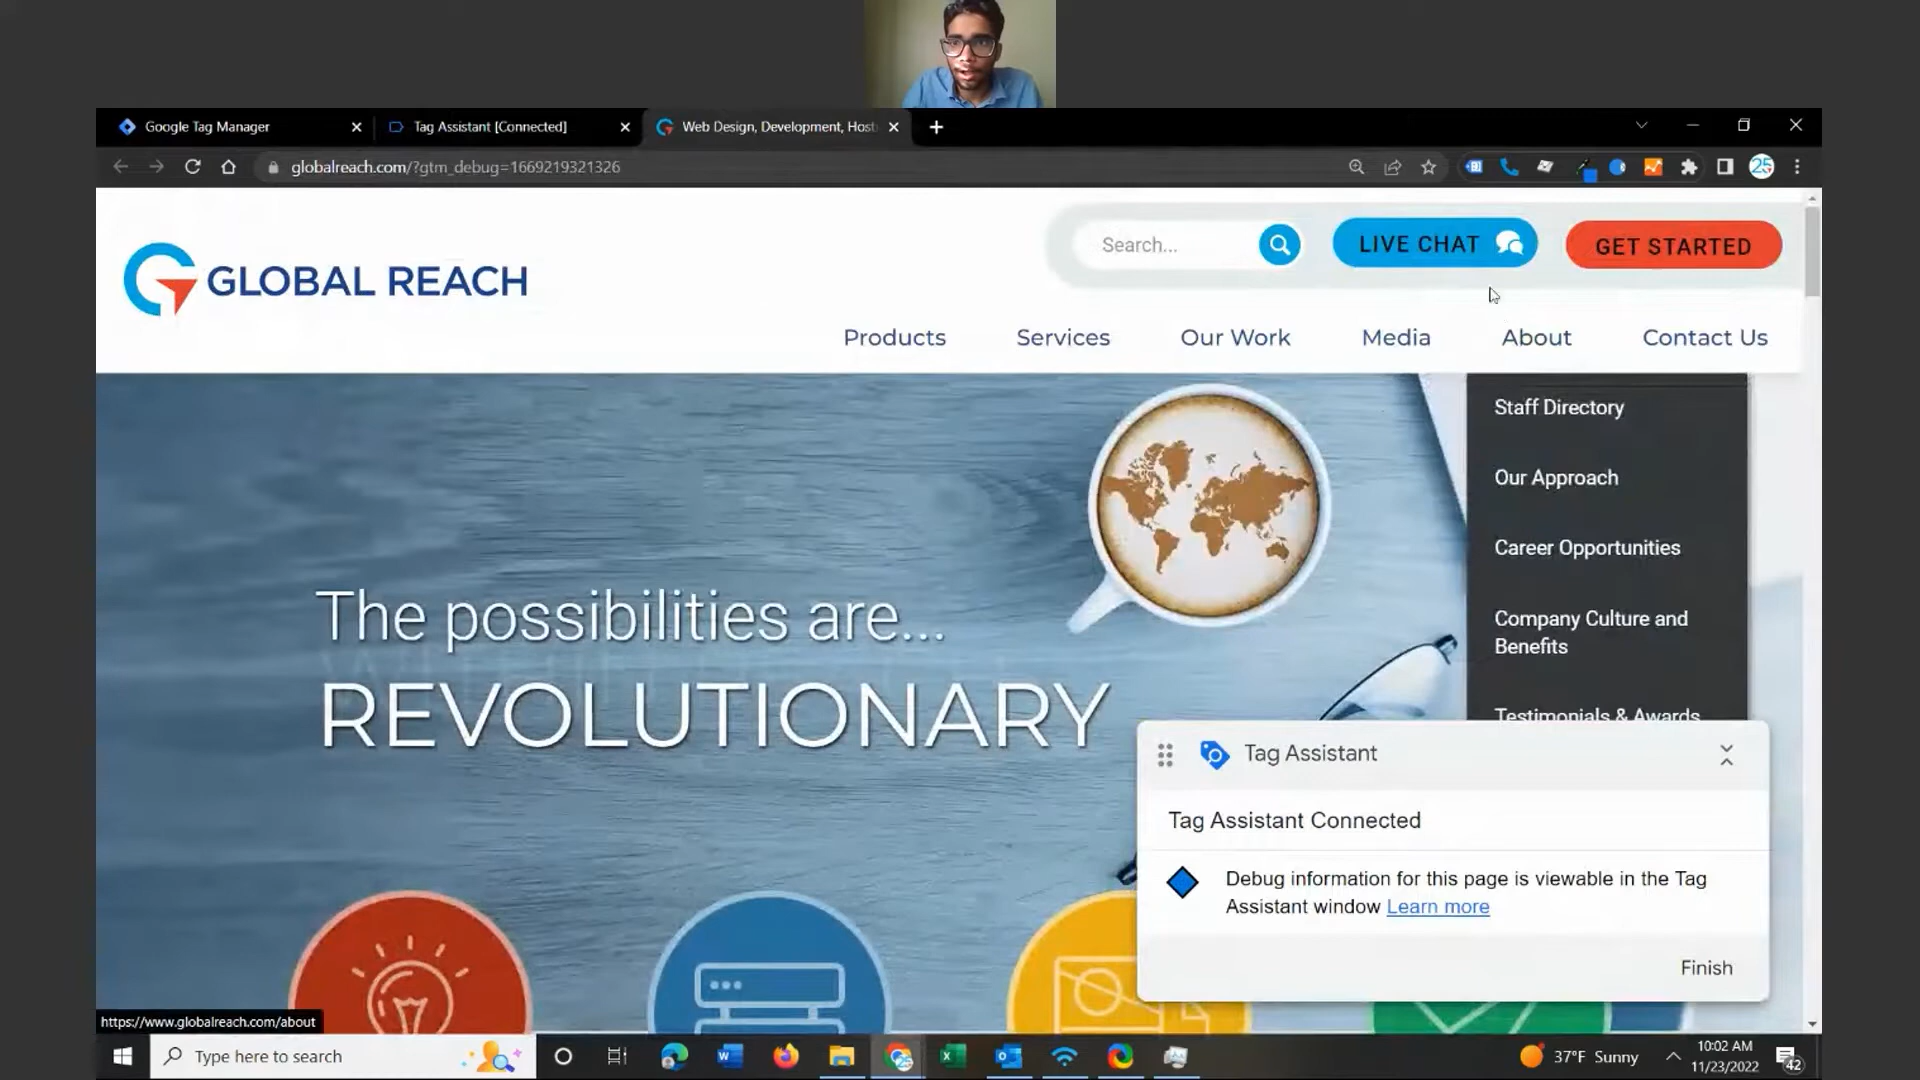 Google Tag Manager
Tag Assistant [Connected]
Web Design, Development, Host
globalreach.com/?gtm_debug=1669219321326
25
Search...
LIVE CHAT
GET STARTED
GLOBAL REACH
Products
Services
Our Work
Media
About
Contact Us
Staff Directory
Our Approach
Career Opportunities
Company Culture and
Benefits
Testimonials & Awards
The possibilities are...
REVOLUTIONARY
Tag Assistant
Tag Assistant Connected
Debug information for this page is viewable in the Tag
Assistant window Learn more
Finish
https://www.globalreach.com/about
Type here to search
37°F Sunny
10:02 AM
11/23/2022
42